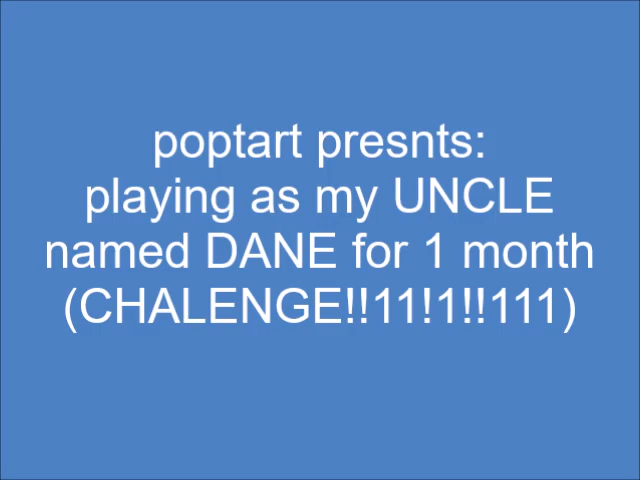 poptart presnts:
playing as my UNCLE
named DANE for 1 month
(CHALENGE!!11!1!!111)